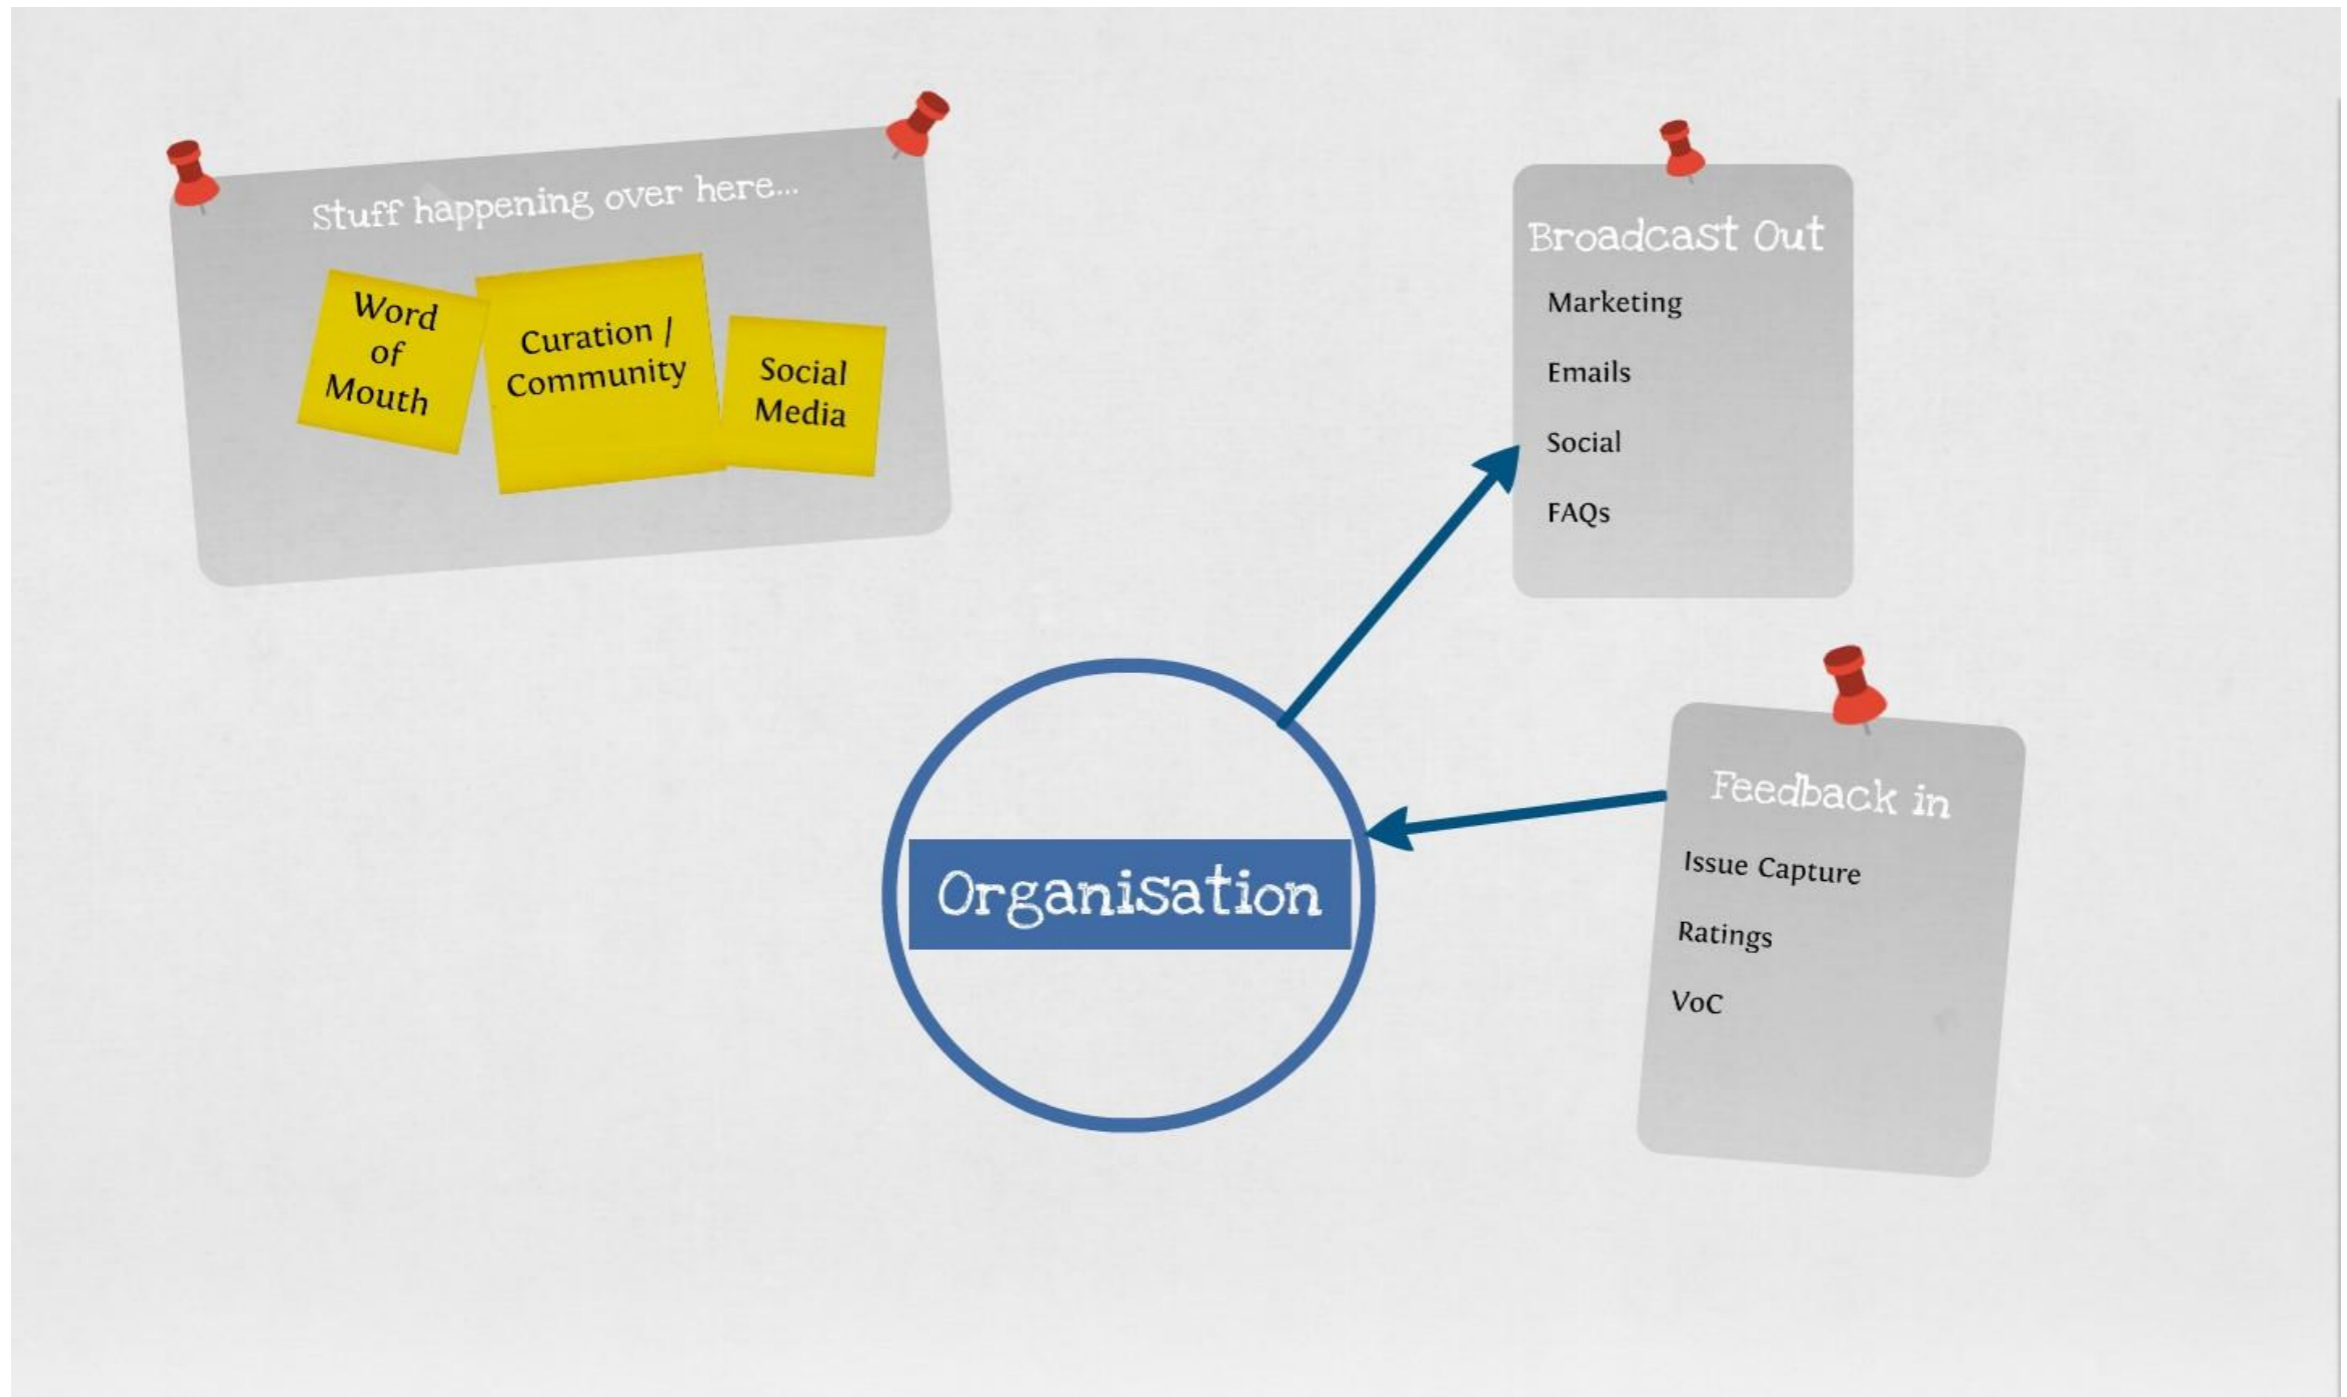 Stuff happening over here...
Word
of
Mouth
Curation /
Community
Social
Media
Broadcast Out
Marketing
Emails
Social
FAQs
Organisation
Feedback in
Issue Capture
Ratings
VoC